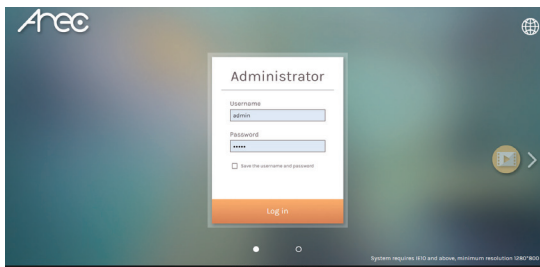 Arec
Administrator
Username
admin
Password
•••••
Save the username and password
Log in
System requires IE10 and above, minimum resolution 1280*800